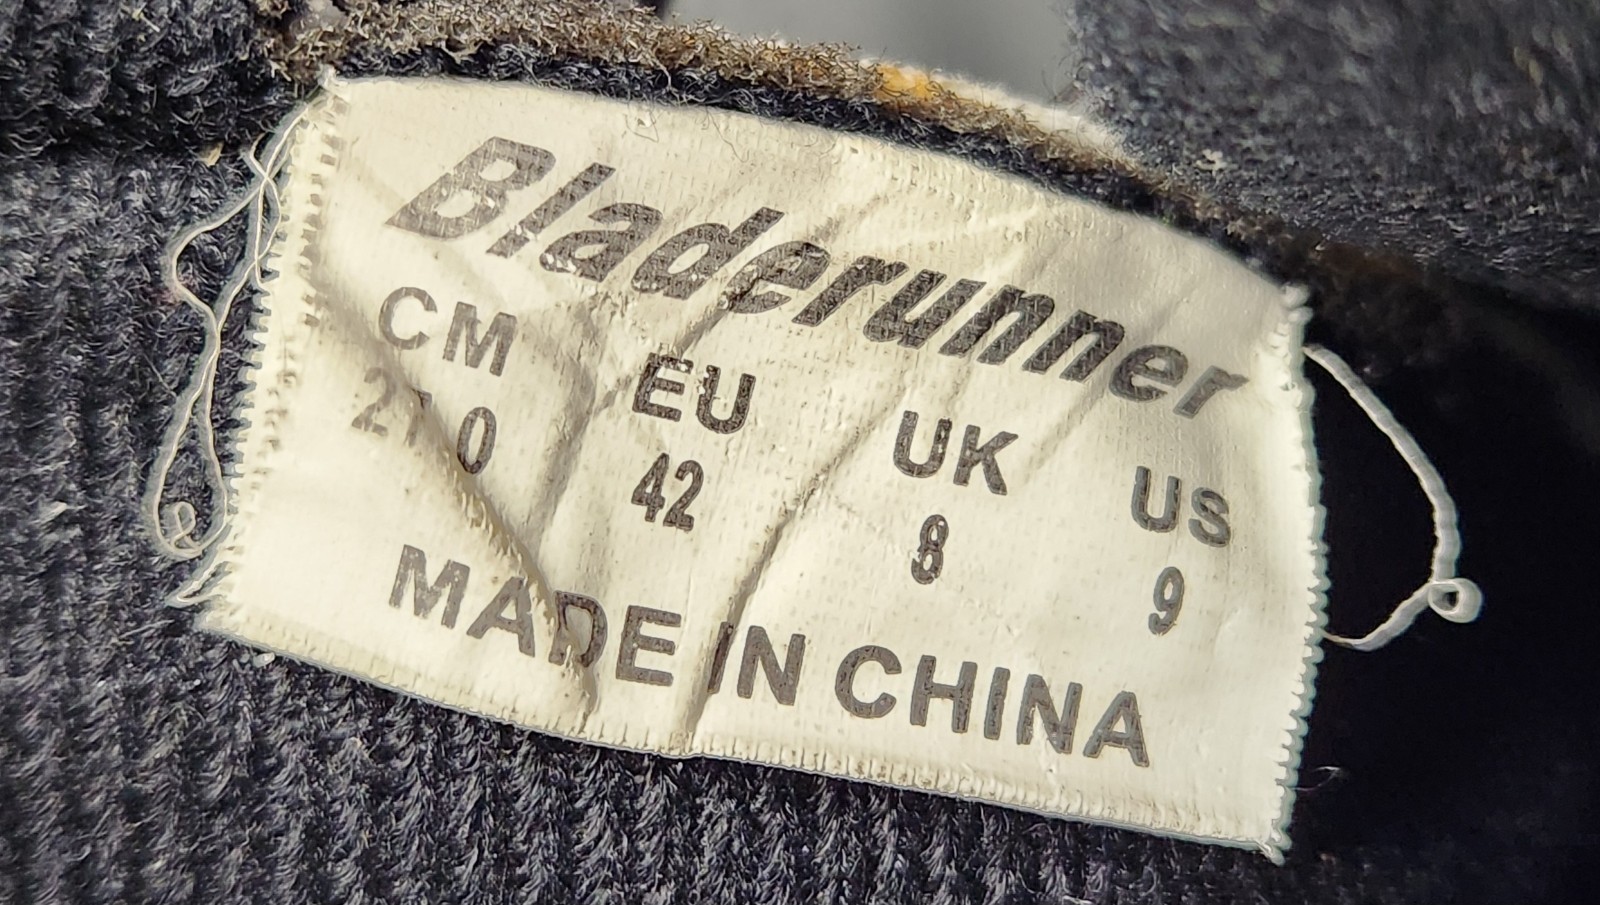 Bladerunner
CM EU UK US
42 8 9
MADE IN CHINA